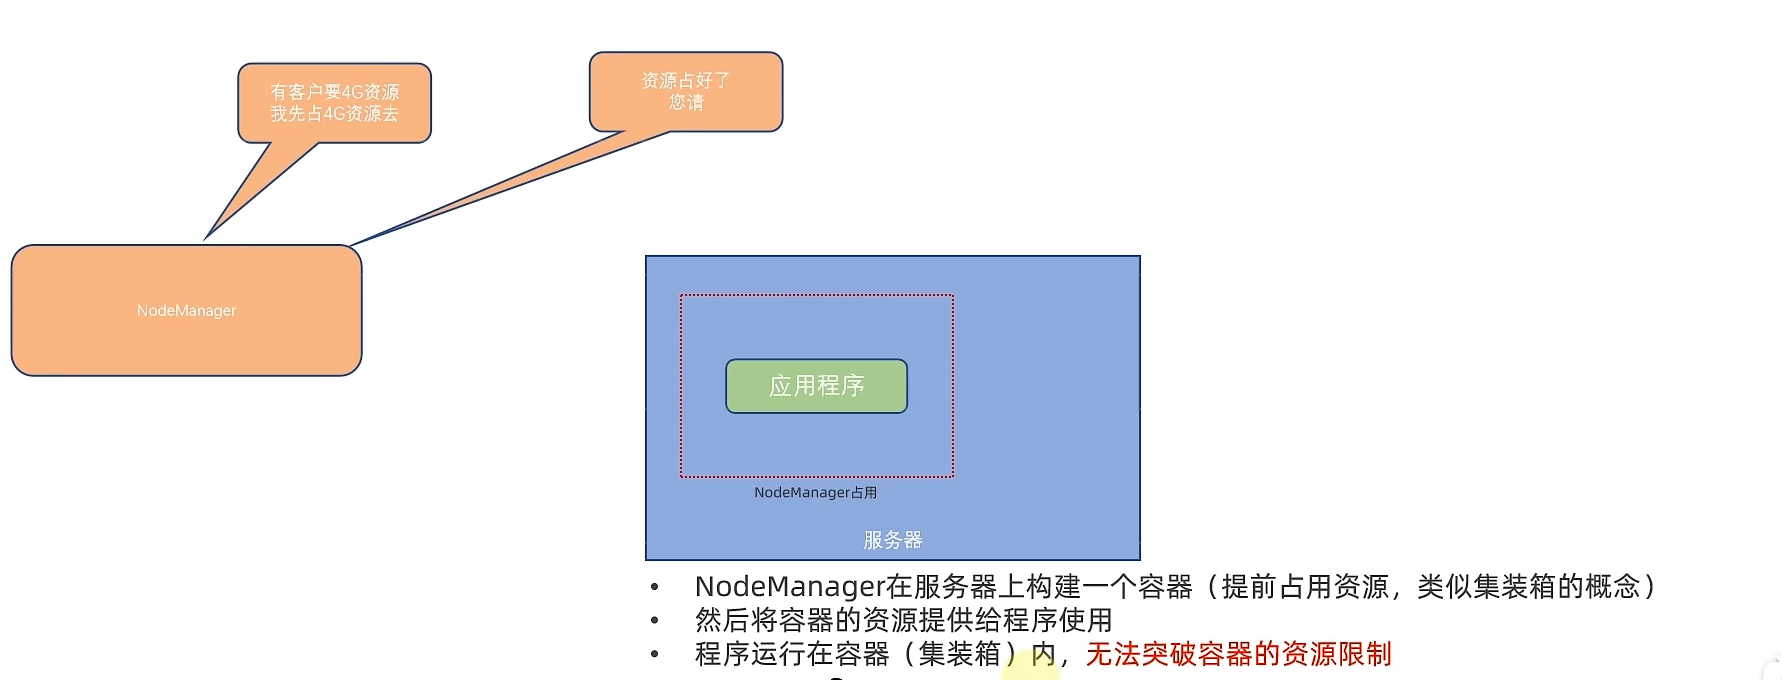 有客户要4G资源
我先占4G资源去
资源占好了
您请
NodeManager
应用程序
NodeManager占用
服务器
• NodeManager在服务器上构建一个容器（提前占用资源，类似集装箱的概念）
• 然后将容器的资源提供给程序使用
• 程序运行在容器（集装箱）内，无法突破容器的资源限制